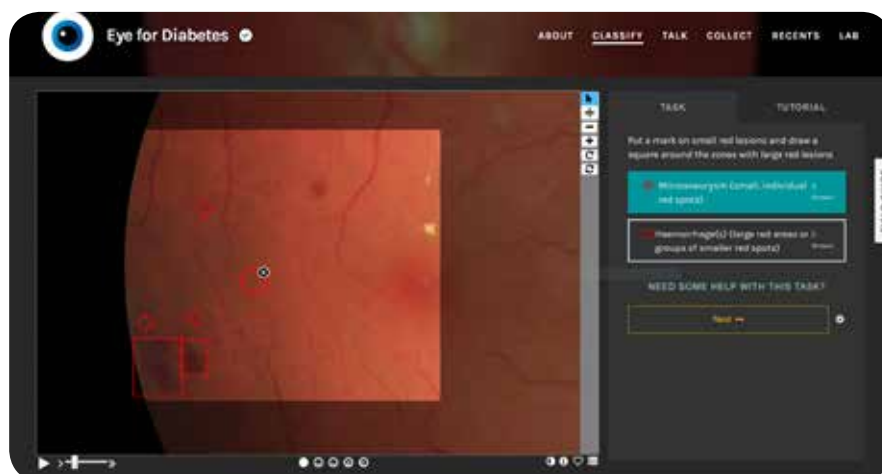 Eye for Diabetes
ABOUT CLASSIFY TALK COLLECT RECENTS LAB
TASK TUTORIAL
Put a mark on small red lesions and draw a
square around the zones with large red lesions
Microaneurysm (small, individual
red spots)
Haemorrhage(s) (large red areas or
groups of smaller red spots)
NEED SOME HELP WITH THIS TASK?
Next